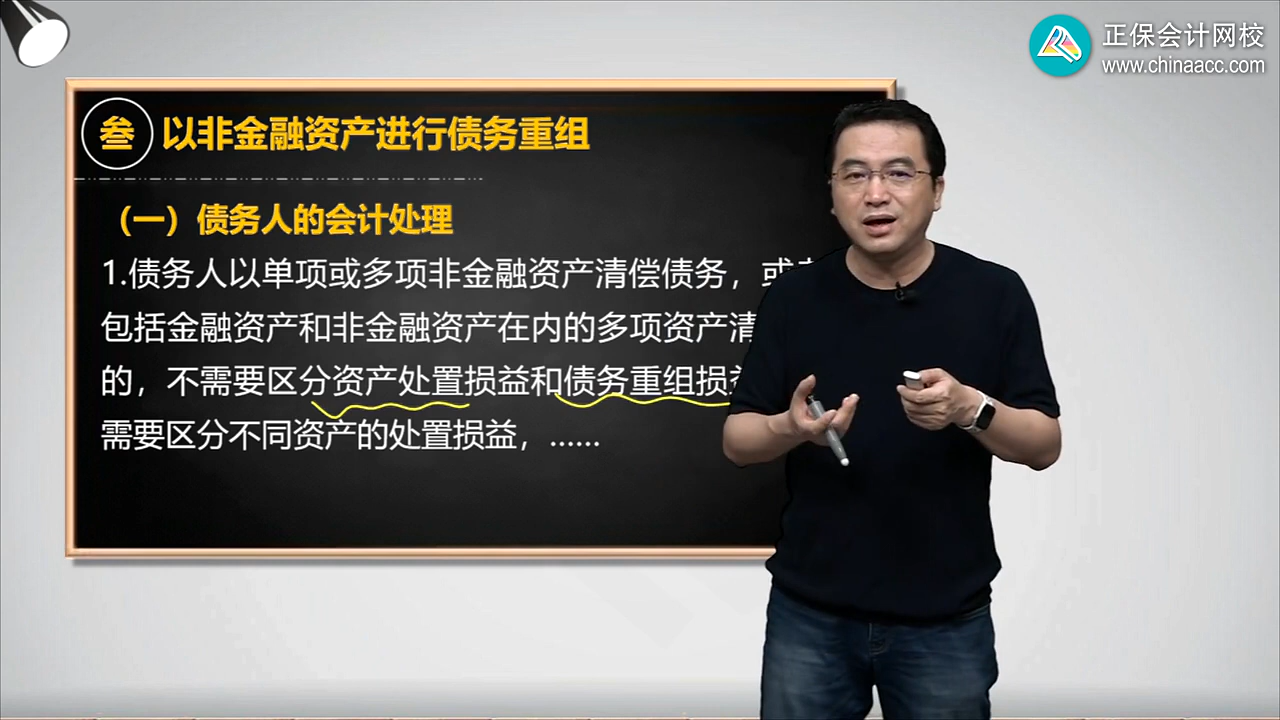 正保会计网校
www.chinaacc.com
叁 以非金融资产进行债务重组
（一）债务人的会计处理
1.债务人以单项或多项非金融资产清偿债务，或
包括金融资产和非金融资产在内的多项资产清
的，不需要区分资产处置损益和债务重组损
需要区分不同资产的处置损益，……